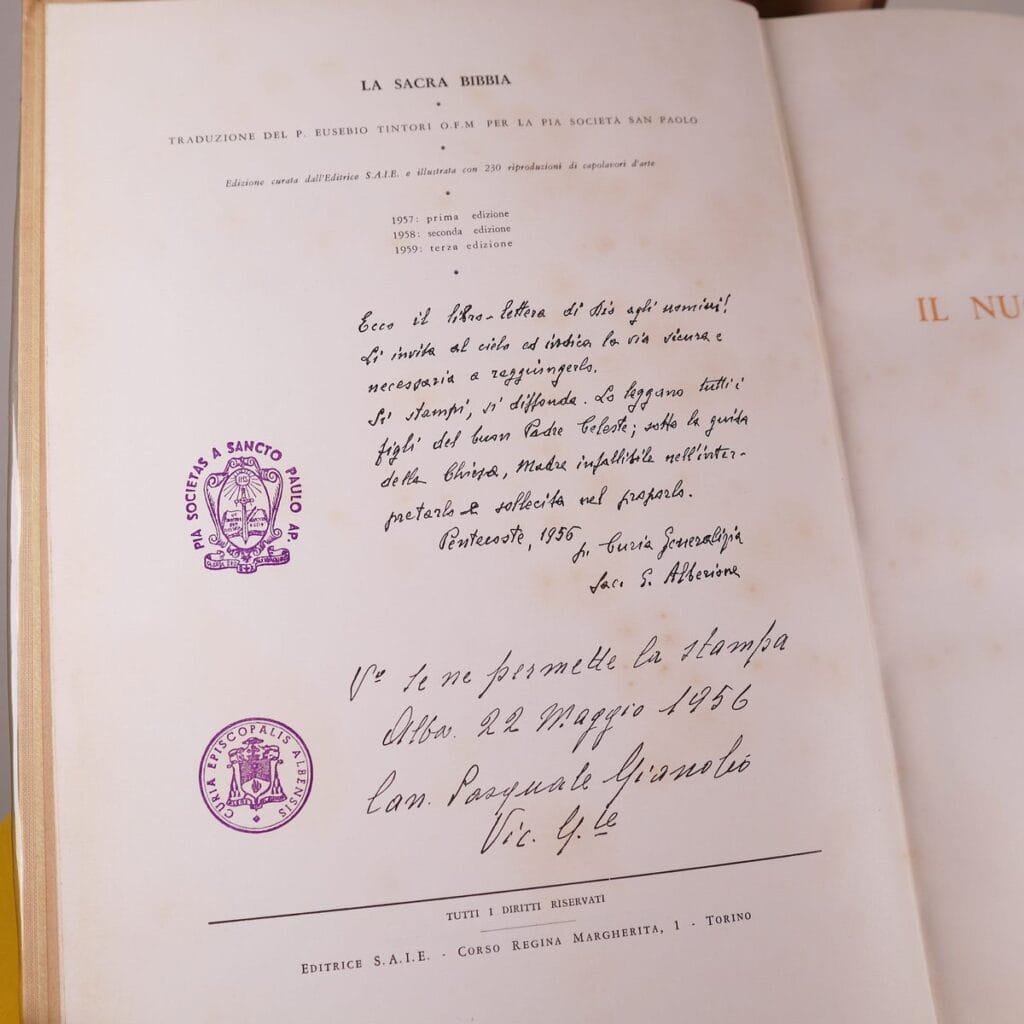 LA SACRA BIBBIA
TRADUZIONE DEL P. EUSEBIO TINTORI O.F.M PER LA PIA SOCIETÀ SAN PAOLO
Edizione curata dall'Editrice S.A.I.E. e illustrata con 230 riproduzioni di capolavori d'arte
1957: prima edizione
1958: seconda edizione
1959: terza edizione
Ecco il libro-lettera di Dio agli uomini!
Li invita al cielo ed indica la via sicura e
necessaria a raggiungerlo.
Si stampi, si diffonda. Lo leggano tutti i
figli del buon Padre Celeste; sotto la guida
della Chiesa, Madre infallibile nell'inter-
pretarlo e sollecita nel proporlo.
Pentecoste, 1956
p. Curia Generalizia
Sac. G. Alberione
PIA SOCIETAS A SANCTO PAULO AP.
IHS
Vº se ne permette la stampa
Alba. 22 Maggio 1956
Can. Pasquale Gianolio
Vic. G.le
CURIA EPISCOPALIS ALBENSIS
TUTTI I DIRITTI RISERVATI
EDITRICE S.A.I.E. - CORSO REGINA MARGHERITA, 1 - TORINO
IL NU